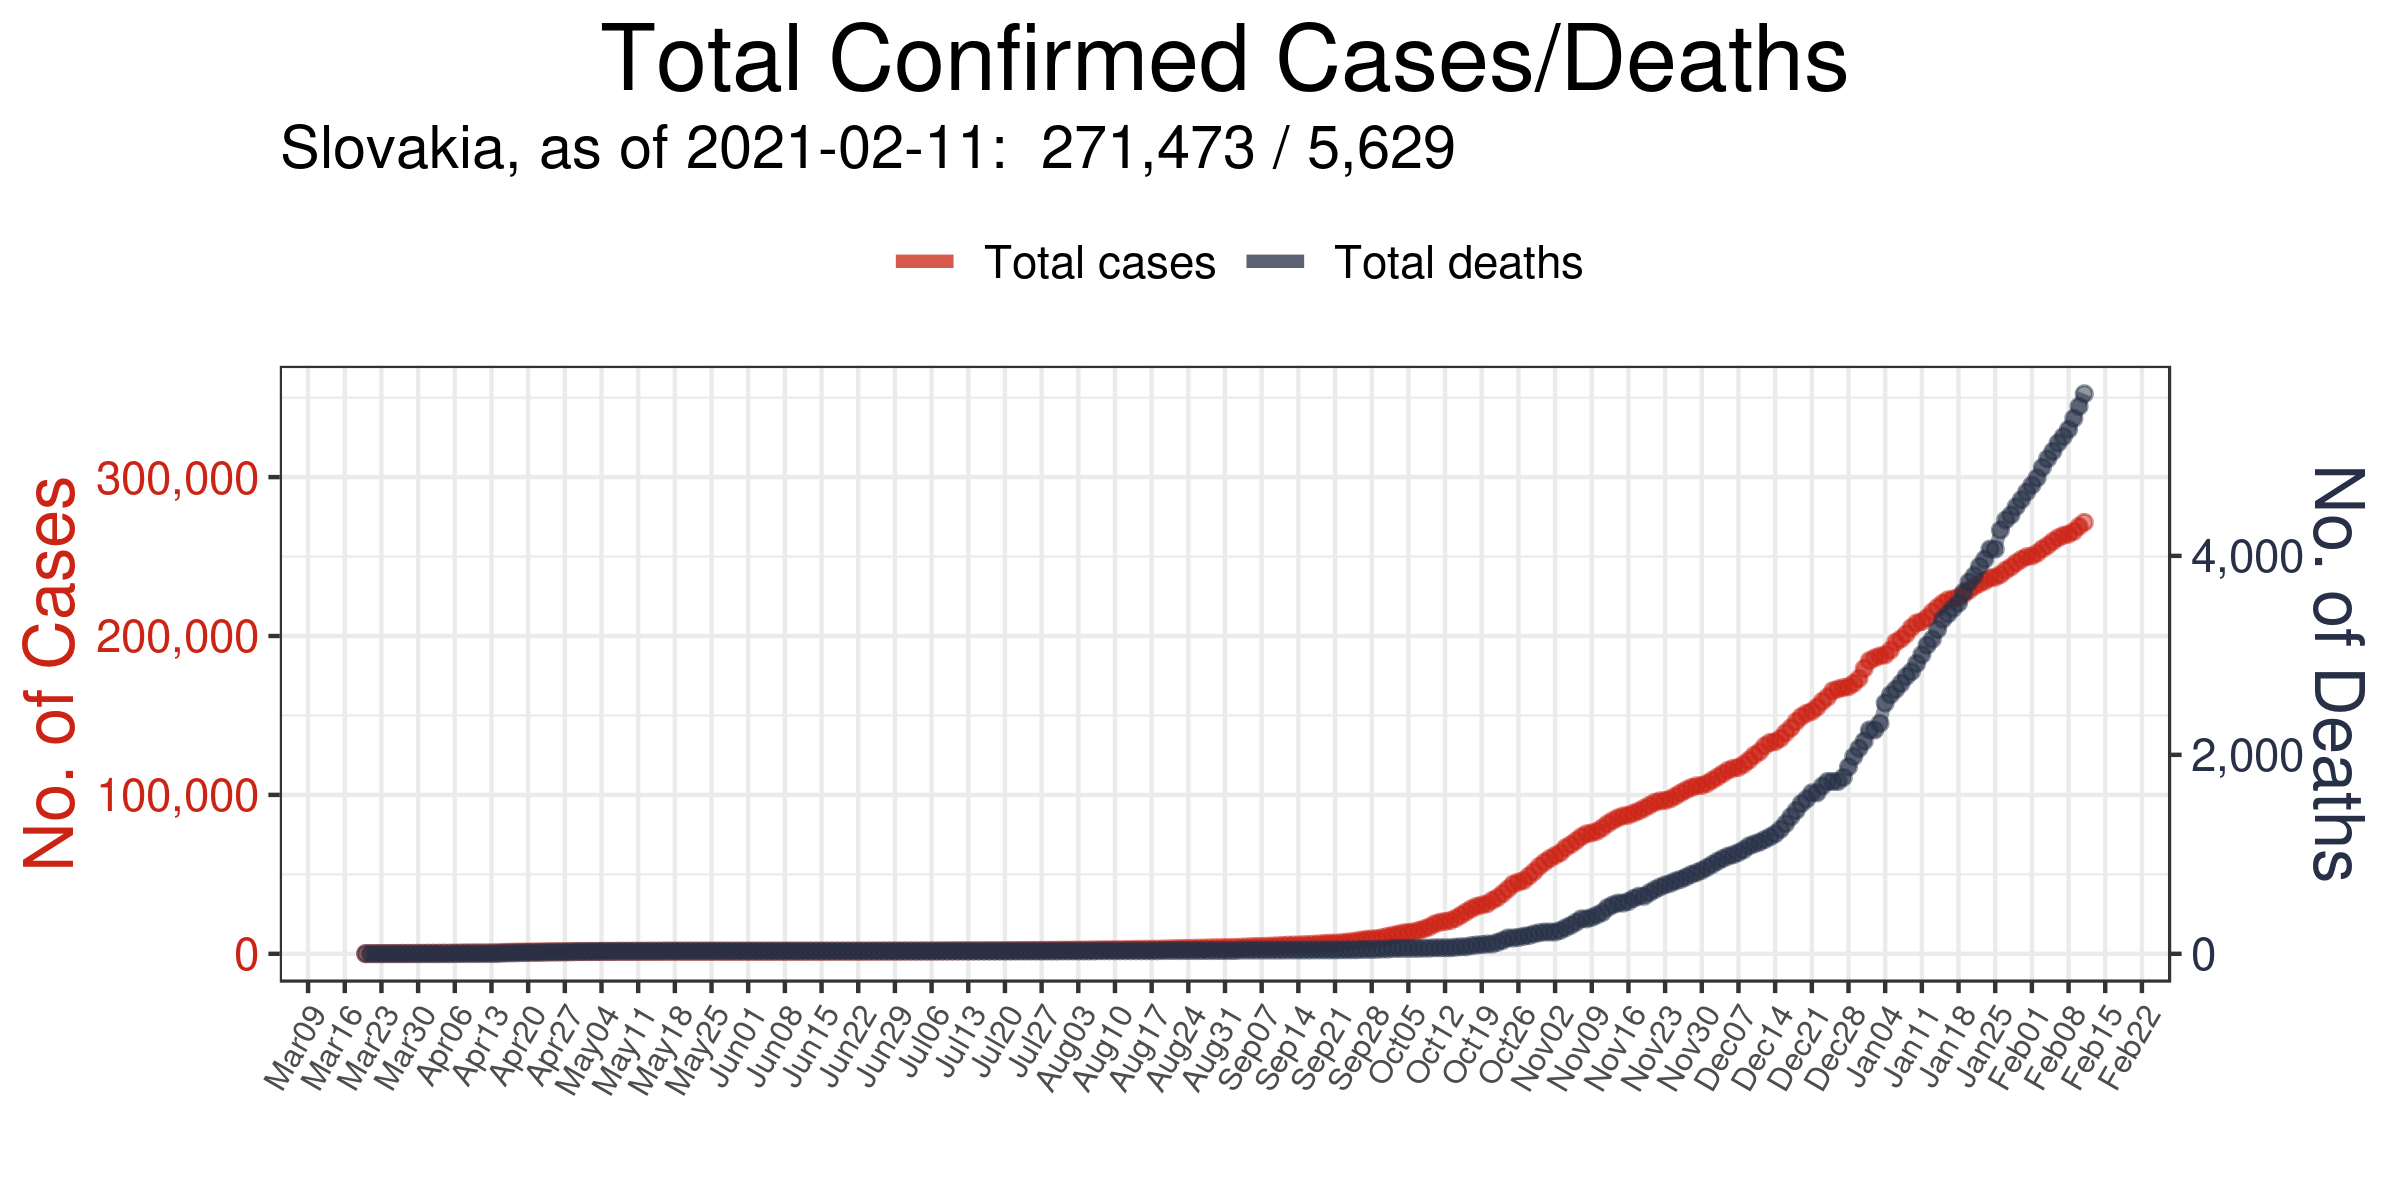 Total Confirmed Cases/Deaths
Slovakia, as of 2021-02-11:  271,473 / 5,629
Total cases
Total deaths
No. of Cases
300,000
200,000
100,000
0
4,000
2,000
0
No. of Deaths
Mar09
Mar16
Mar23
Mar30
Apr06
Apr13
Apr20
Apr27
May04
May11
May18
May25
Jun01
Jun08
Jun15
Jun22
Jun29
Jul06
Jul13
Jul20
Jul27
Aug03
Aug10
Aug17
Aug24
Aug31
Sep07
Sep14
Sep21
Sep28
Oct05
Oct12
Oct19
Oct26
Nov02
Nov09
Nov16
Nov23
Nov30
Dec07
Dec14
Dec21
Dec28
Jan04
Jan11
Jan18
Jan25
Feb01
Feb08
Feb15
Feb22